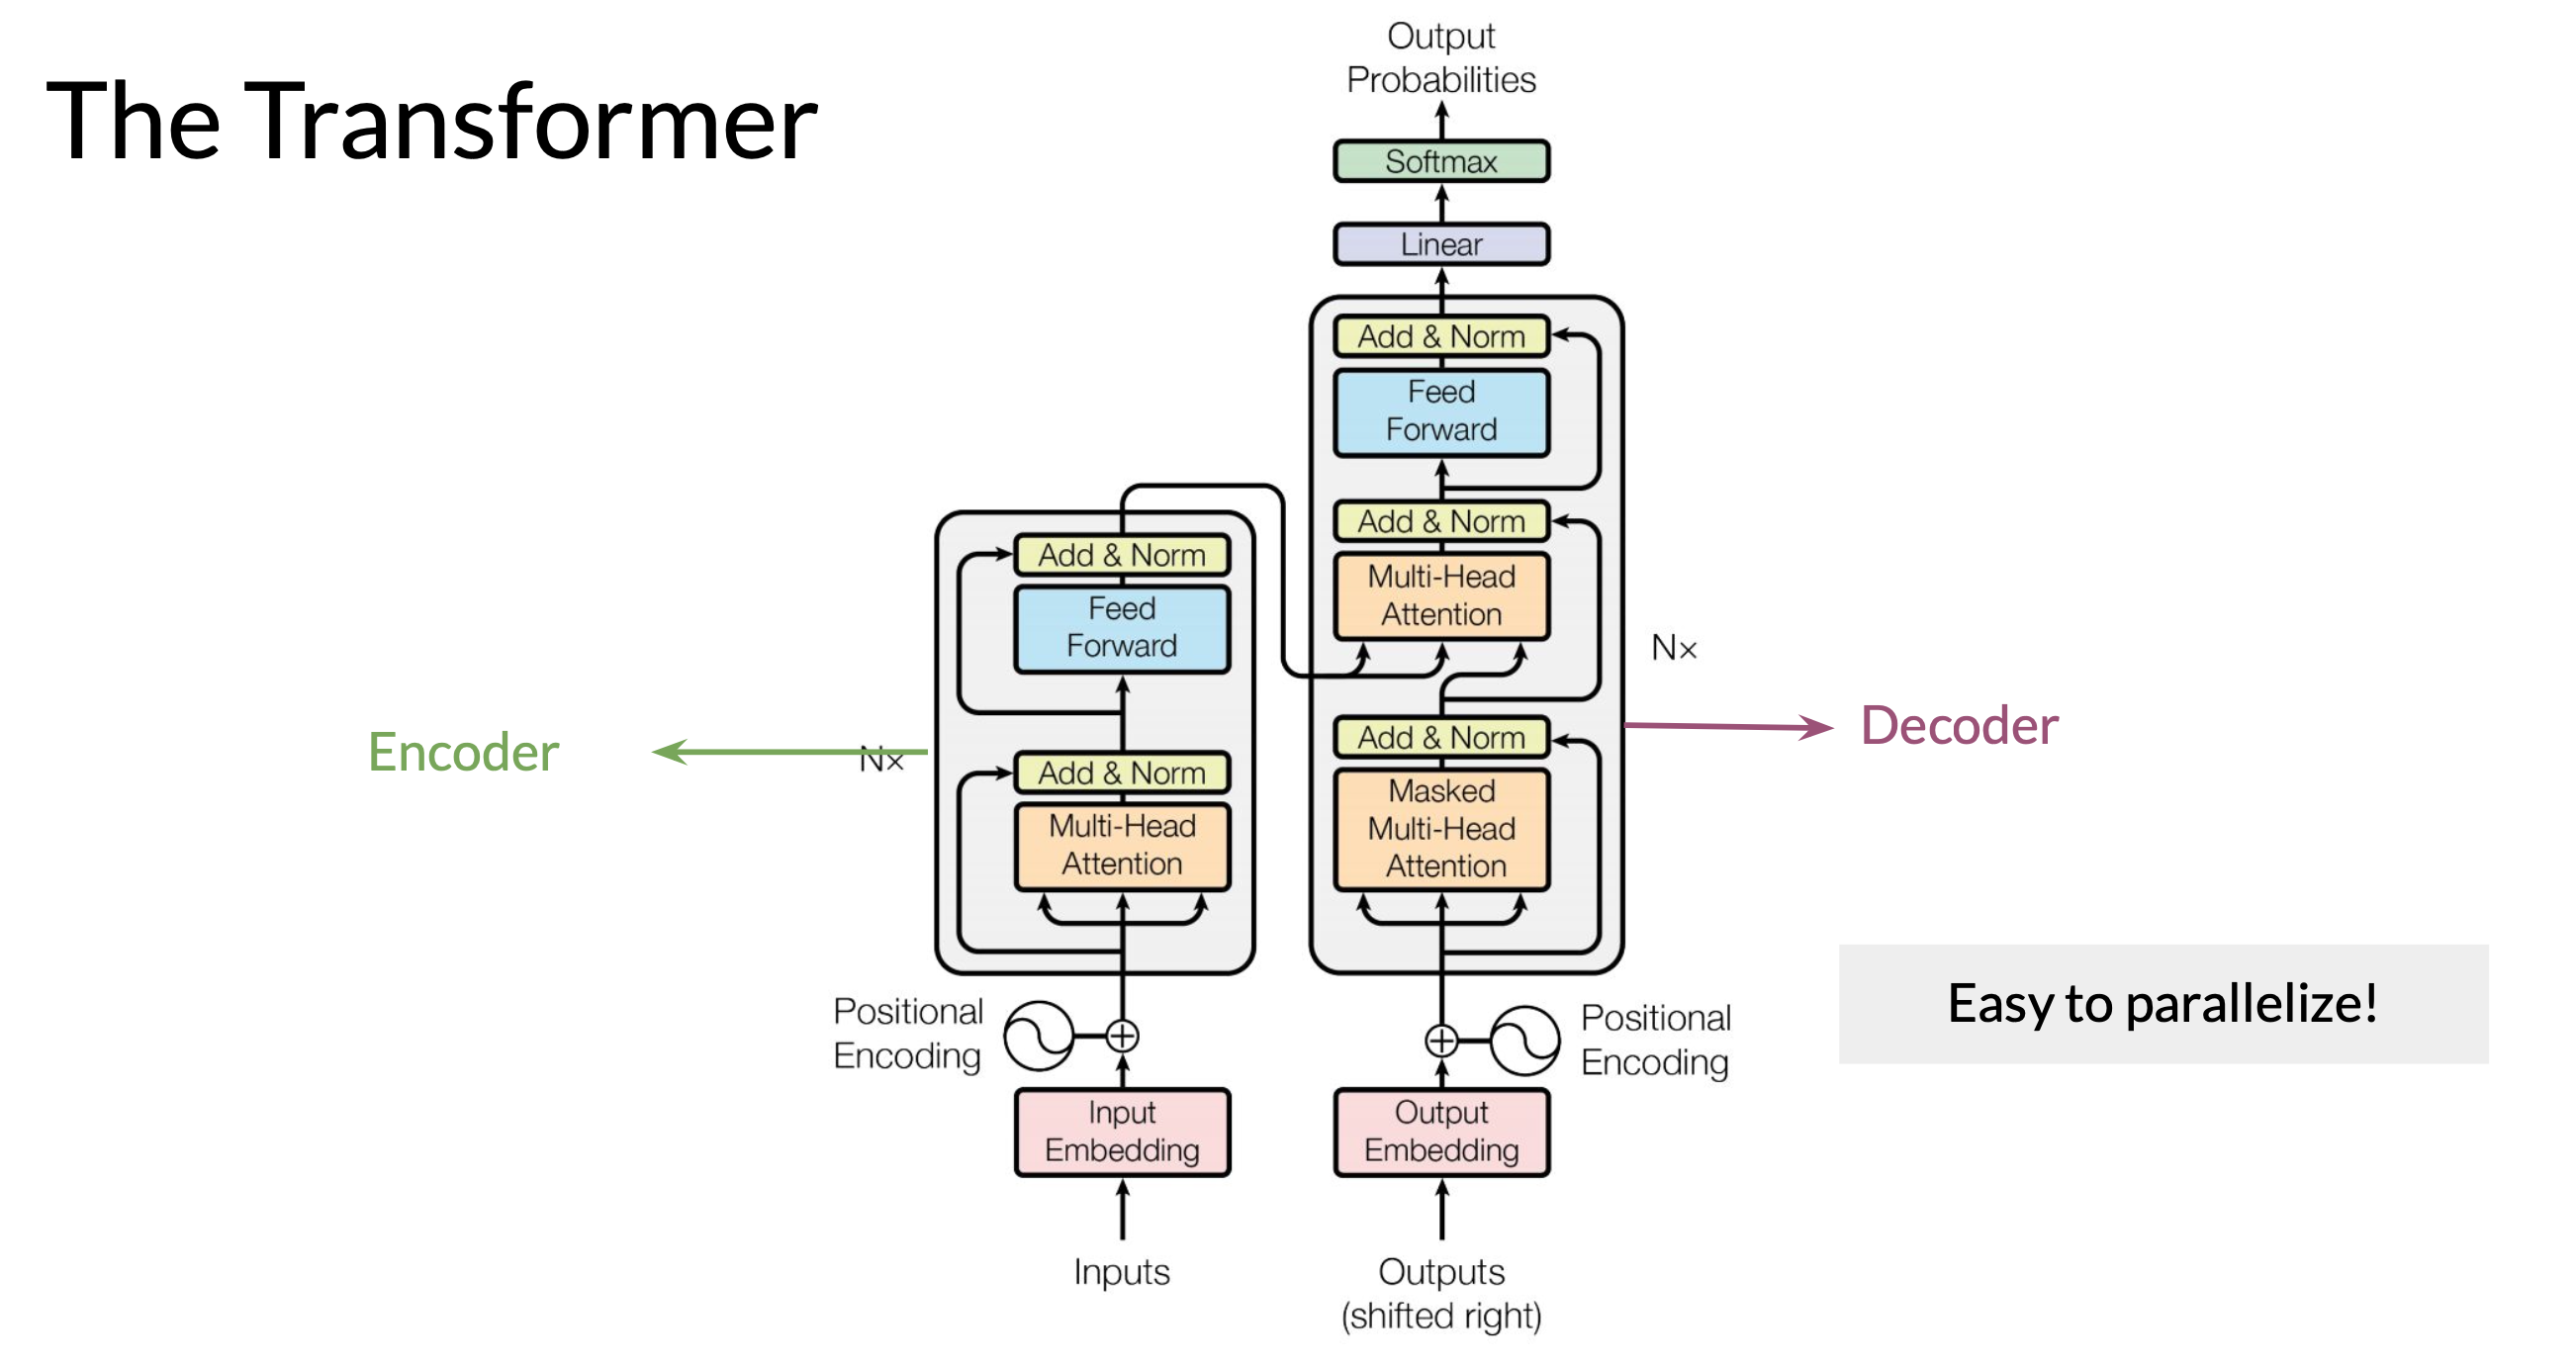 The Transformer
Output
Probabilities
Softmax
Linear
Add & Norm
Feed
Forward
Add & Norm
Multi-Head
Attention
Nx
Add & Norm
Masked
Multi-Head
Attention
Decoder
Add & Norm
Feed
Forward
Encoder
Nx
Add & Norm
Multi-Head
Attention
Positional
Encoding
Positional
Encoding
Easy to parallelize!
Input
Embedding
Output
Embedding
Inputs
Outputs
(shifted right)